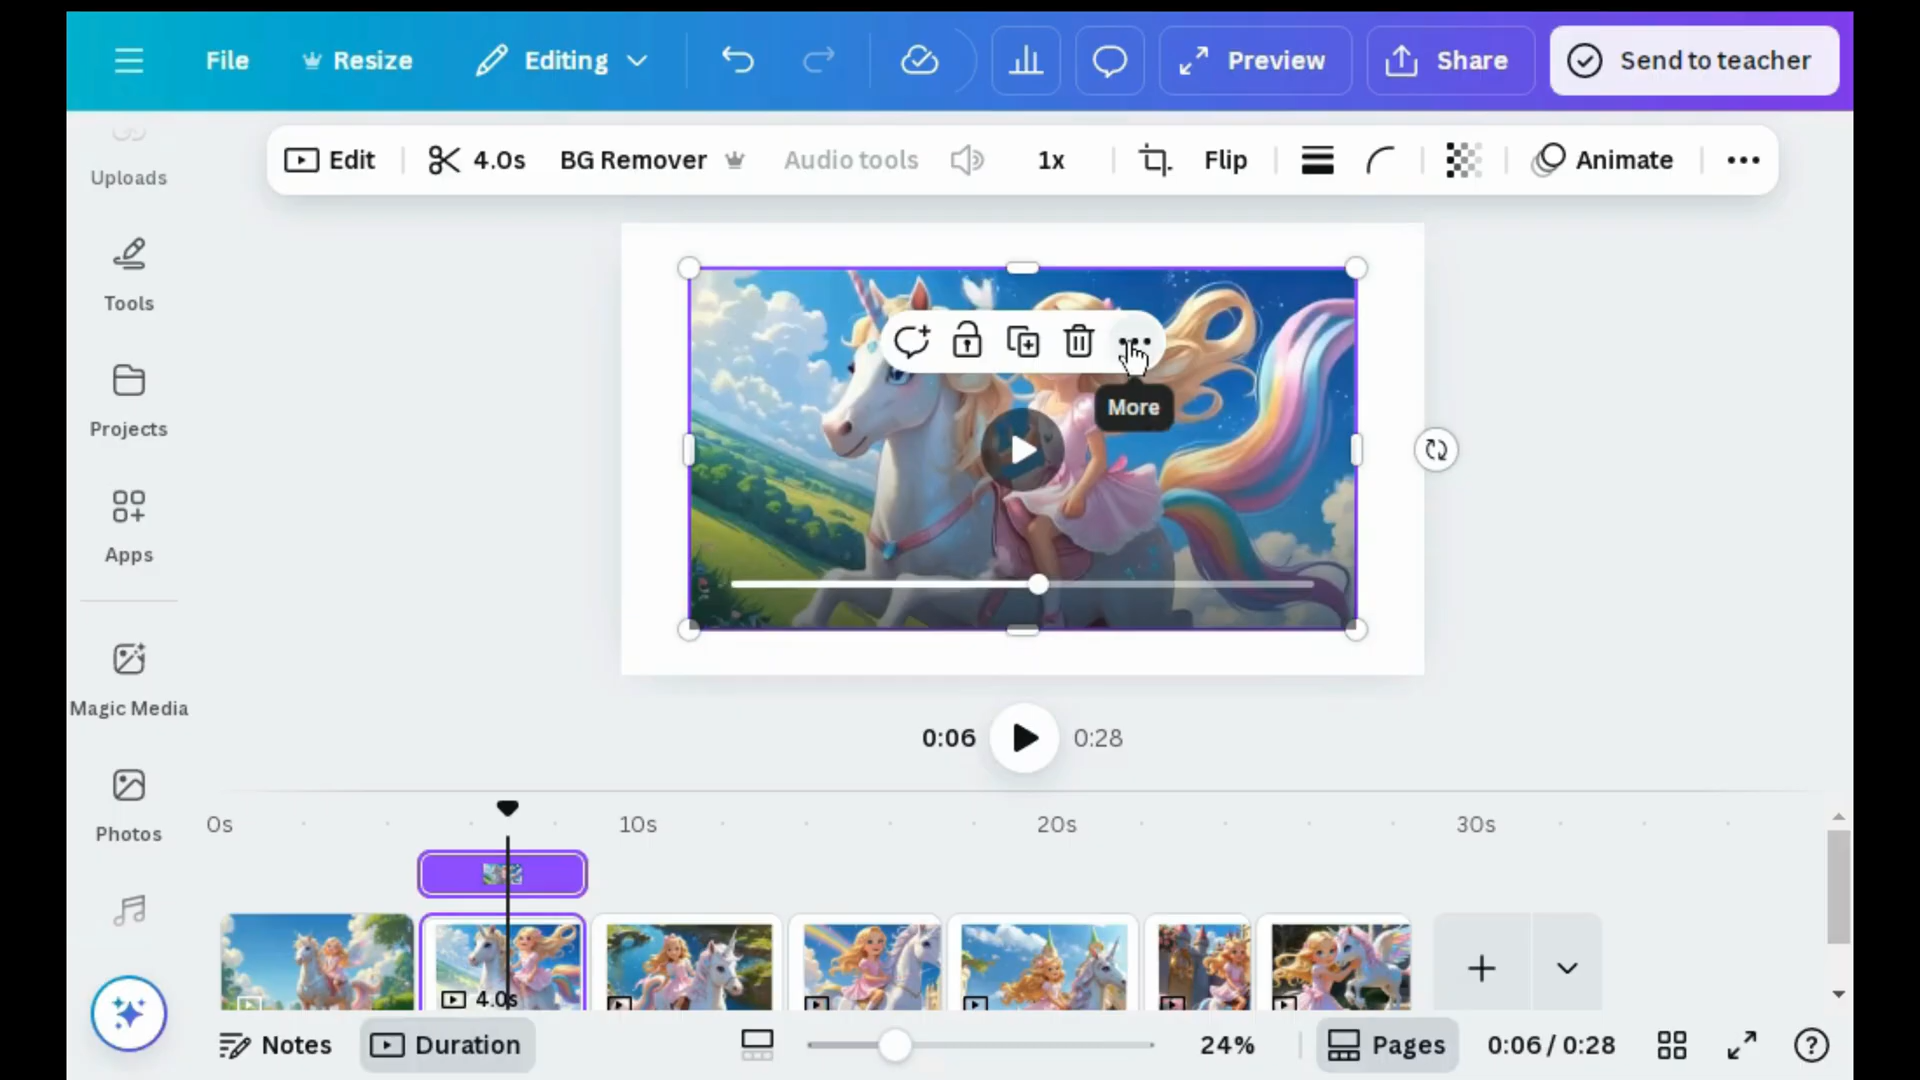 File Resize Editing Preview Share Send to teacher
Uploads
Edit 4.0s BG Remover Audio tools 1x Flip Animate
Tools
Projects
More
Apps
Magic Media
0:06 0:28
Photos
0s 10s 20s 30s
4.0s
Notes Duration 24% Pages 0:06 / 0:28